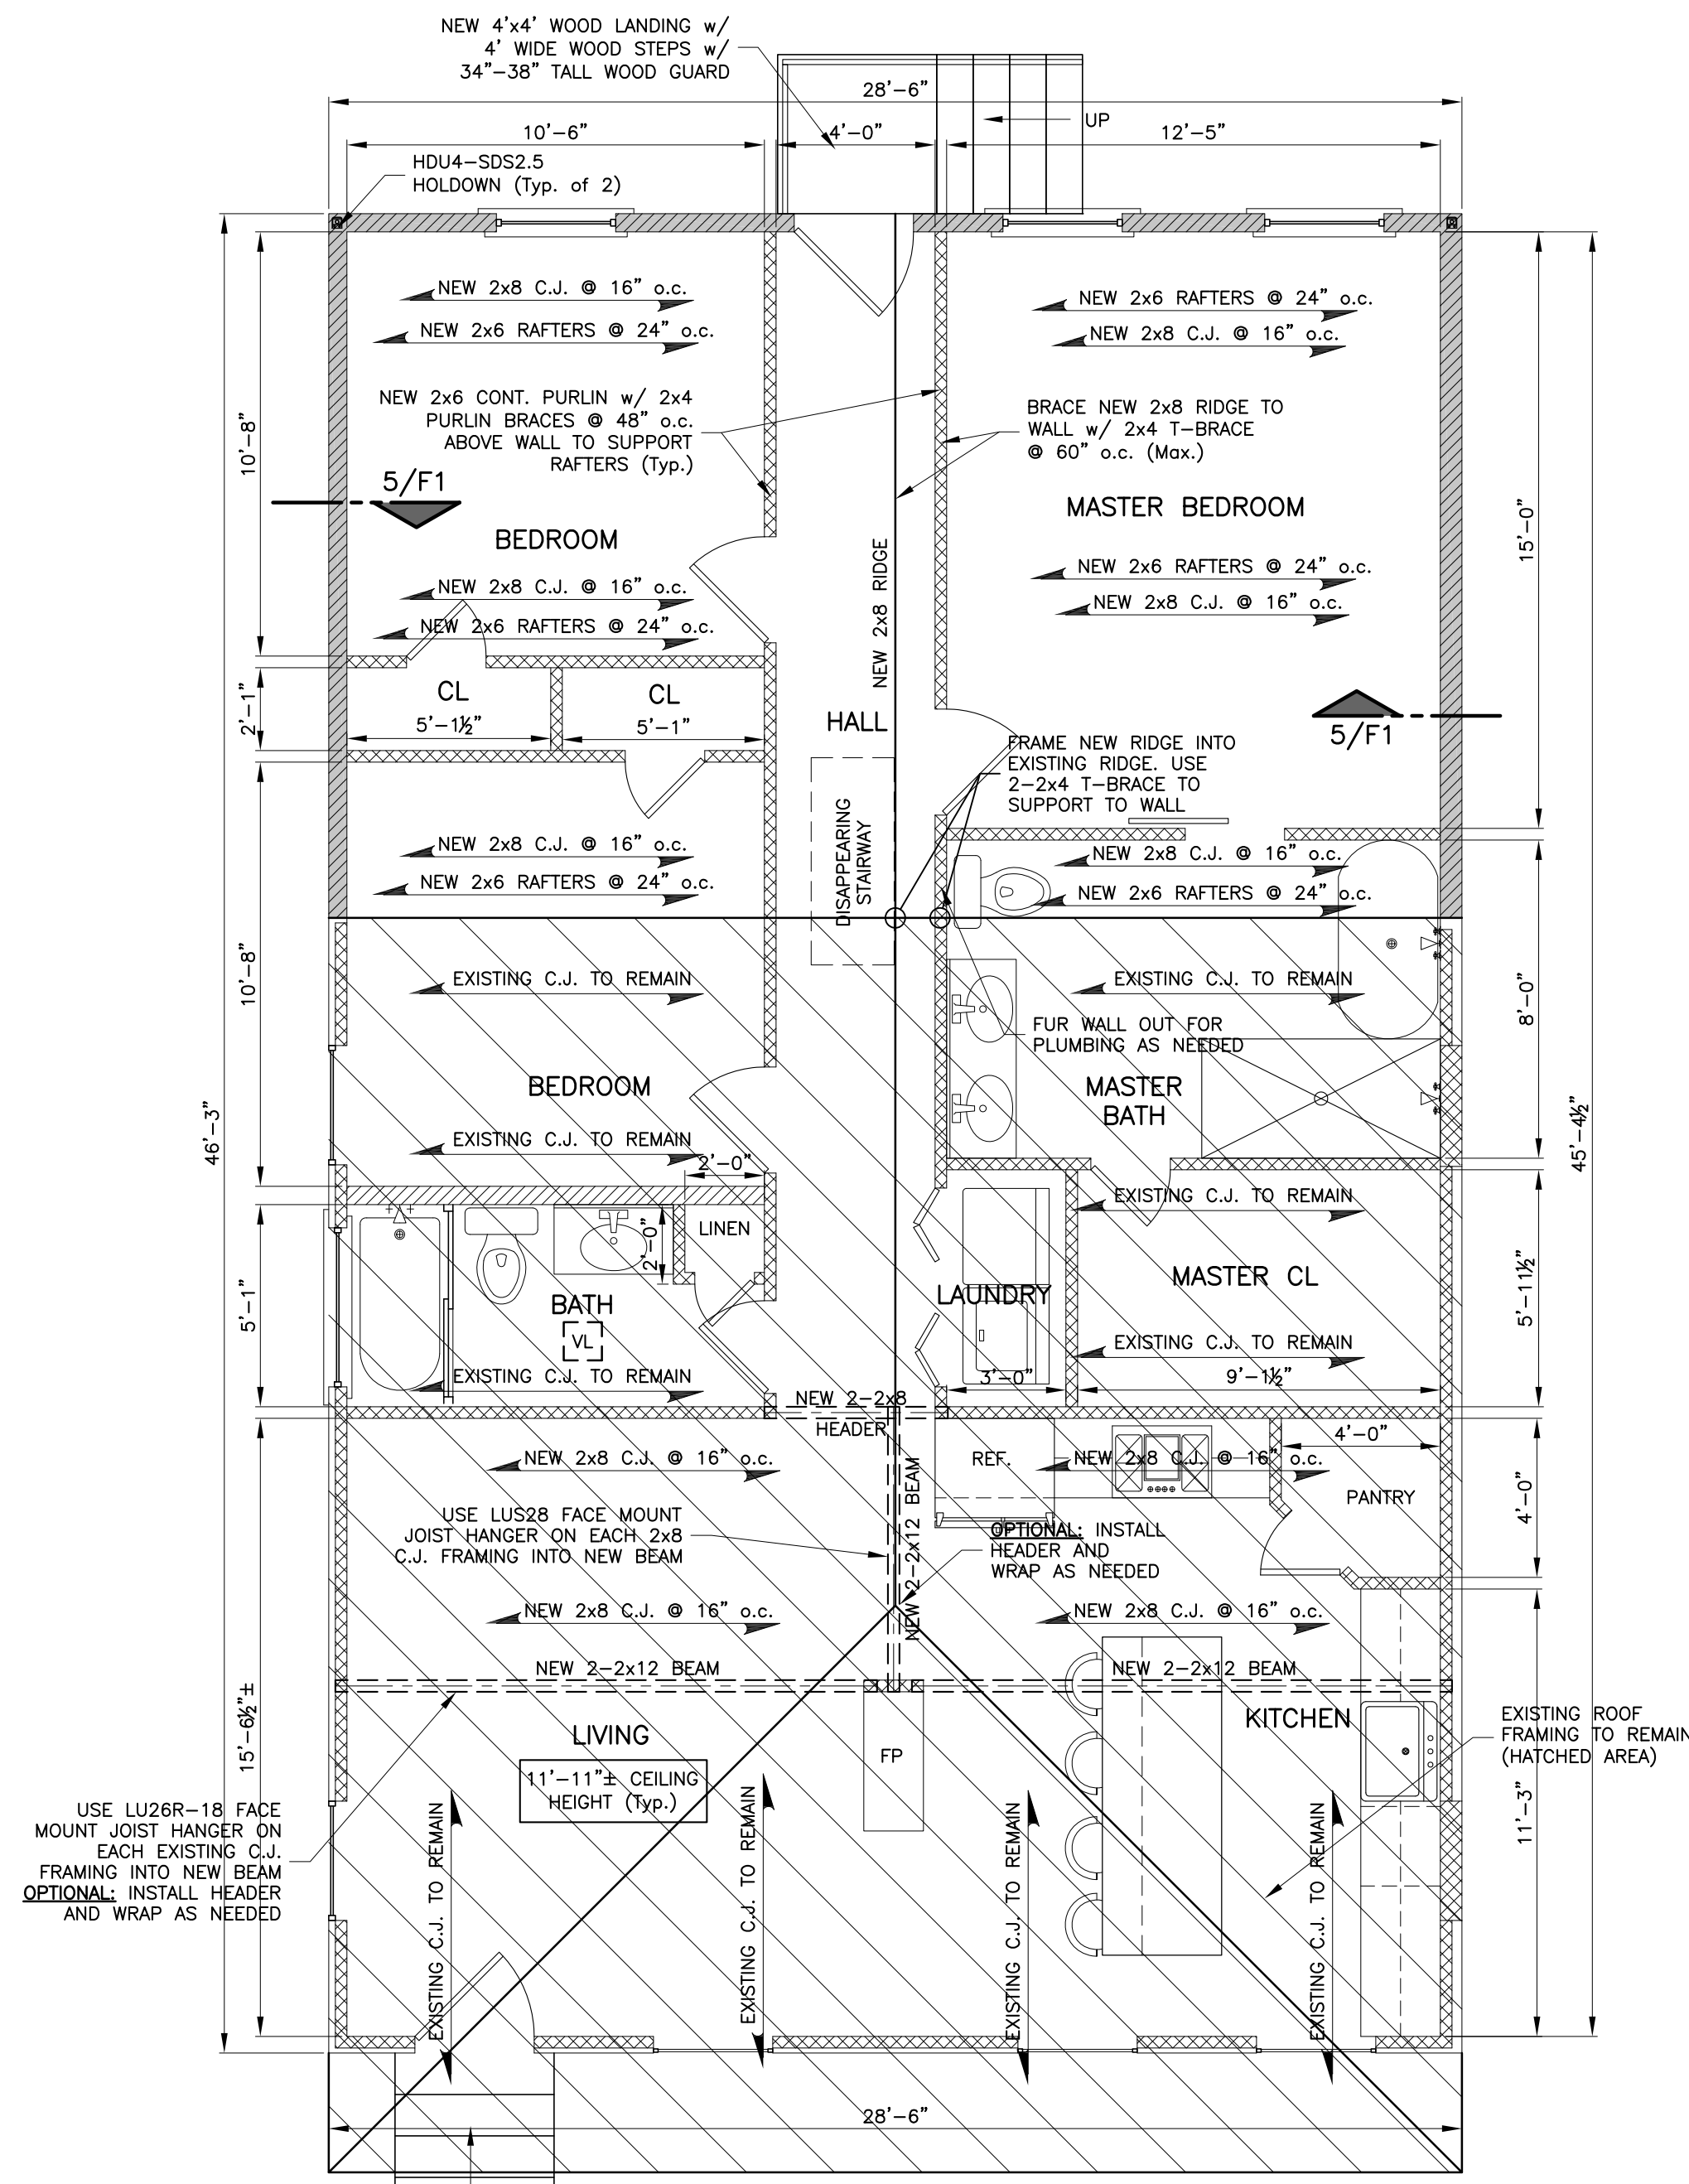 NEW 4'x4' WOOD LANDING w/
4' WIDE WOOD STEPS w/
34"-38" TALL WOOD GUARD
28'-6"
UP
10'-6"
4'-0"
12'-5"
HDU4-SDS2.5
HOLDOWN (Typ. of 2)
NEW 2x8 C.J. @ 16" o.c.
NEW 2x6 RAFTERS @ 24" o.c.
NEW 2x6 RAFTERS @ 24" o.c.
NEW 2x8 C.J. @ 16" o.c.
NEW 2x6 CONT. PURLIN w/ 2x4
PURLIN BRACES @ 48" o.c.
ABOVE WALL TO SUPPORT
RAFTERS (Typ.)
BRACE NEW 2x8 RIDGE TO
WALL w/ 2x4 T-BRACE
@ 60" o.c. (Max.)
10'-8"
5/F1
BEDROOM
MASTER BEDROOM
15'-0"
NEW 2x8 RIDGE
NEW 2x8 C.J. @ 16" o.c.
NEW 2x6 RAFTERS @ 24" o.c.
NEW 2x6 RAFTERS @ 24" o.c.
NEW 2x8 C.J. @ 16" o.c.
2'-1"
CL
5'-1½"
CL
5'-1"
HALL
5/F1
FRAME NEW RIDGE INTO
EXISTING RIDGE. USE
2-2x4 T-BRACE TO
SUPPORT TO WALL
DISAPPEARING
STAIRWAY
NEW 2x8 C.J. @ 16" o.c.
NEW 2x6 RAFTERS @ 24" o.c.
NEW 2x8 C.J. @ 16" o.c.
NEW 2x6 RAFTERS @ 24" o.c.
10'-8"
EXISTING C.J. TO REMAIN
EXISTING C.J. TO REMAIN
8'-0"
FUR WALL OUT FOR
PLUMBING AS NEEDED
BEDROOM
MASTER
BATH
46'-3"
45'-4½"
EXISTING C.J. TO REMAIN
2'-0"
EXISTING C.J. TO REMAIN
LINEN
2'-0"
5'-1"
BATH
VL
LAUNDRY
MASTER CL
5'-11½"
EXISTING C.J. TO REMAIN
EXISTING C.J. TO REMAIN
3'-0"
9'-1½"
NEW 2-2x8
HEADER
4'-0"
NEW 2x8 C.J. @ 16" o.c.
REF.
NEW 2x8 C.J. @ 16" o.c.
PANTRY
4'-0"
USE LUS28 FACE MOUNT
JOIST HANGER ON EACH 2x8
C.J. FRAMING INTO NEW BEAM
NEW 2-2x12 BEAM
OPTIONAL: INSTALL
HEADER AND
WRAP AS NEEDED
NEW 2x8 C.J. @ 16" o.c.
NEW 2x8 C.J. @ 16" o.c.
NEW 2-2x12 BEAM
NEW 2-2x12 BEAM
15'-6½"±
LIVING
FP
KITCHEN
EXISTING ROOF
FRAMING TO REMAIN
(HATCHED AREA)
11'-11"± CEILING
HEIGHT (Typ.)
11'-3"
USE LU26R-18 FACE
MOUNT JOIST HANGER ON
EACH EXISTING C.J.
FRAMING INTO NEW BEAM
OPTIONAL: INSTALL HEADER
AND WRAP AS NEEDED
EXISTING C.J. TO REMAIN
EXISTING C.J. TO REMAIN
EXISTING C.J. TO REMAIN
EXISTING C.J. TO REMAIN
28'-6"